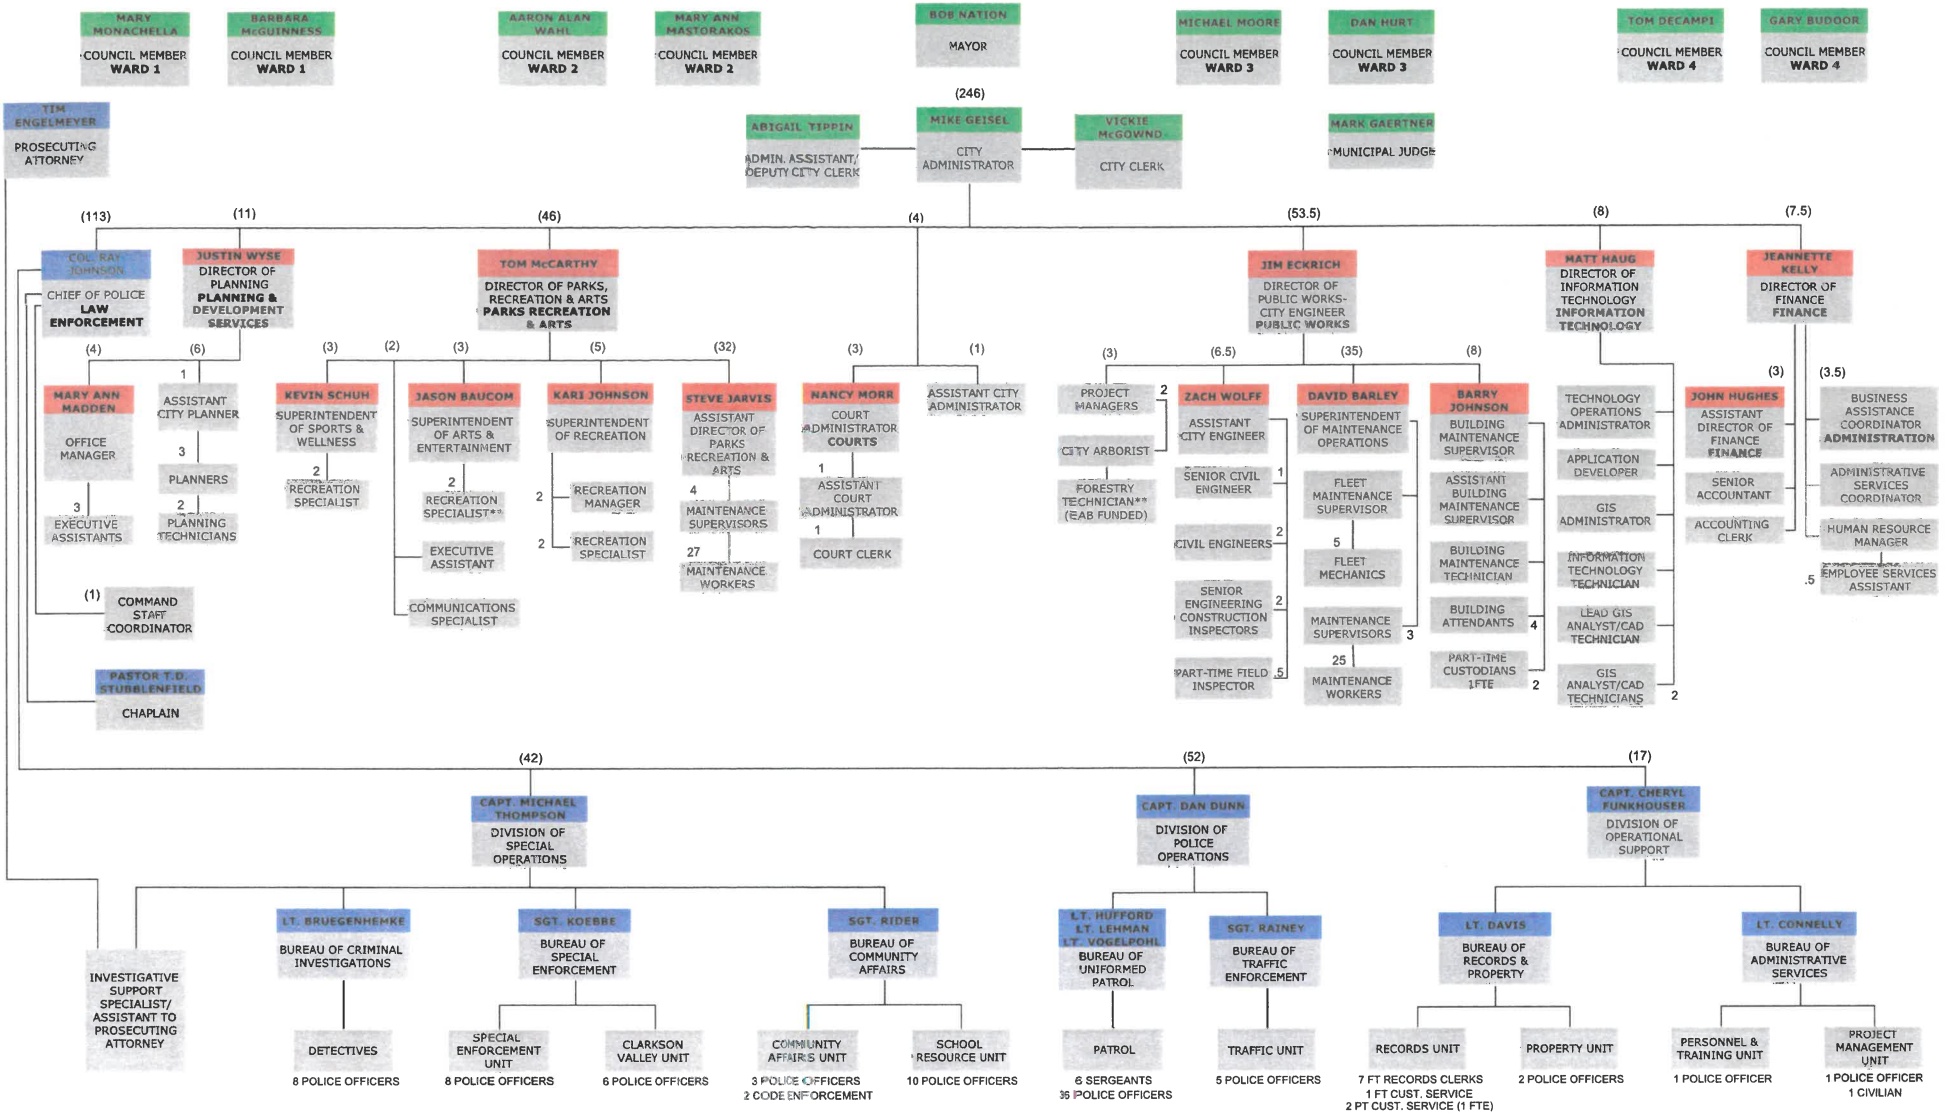 MARY
MONACHELLA
COUNCIL MEMBER
WARD 1
BARBARA
McGUINNESS
COUNCIL MEMBER
WARD 1
AARON ALAN
WAHL
COUNCIL MEMBER
WARD 2
MARY ANN
MASTORAKOS
COUNCIL MEMBER
WARD 2
BOB NATION
MAYOR
MICHAEL MOORE
COUNCIL MEMBER
WARD 3
DAN HURT
COUNCIL MEMBER
WARD 3
TOM DECAMPI
COUNCIL MEMBER
WARD 4
GARY BUDOOR
COUNCIL MEMBER
WARD 4
TIM
ENGELMEYER
PROSECUTING
ATTORNEY
(246)
ABIGAIL TIPPIN
ADMIN. ASSISTANT/
DEPUTY CITY CLERK
MIKE GEISEL
CITY
ADMINISTRATOR
VICKIE
McGOWND
CITY CLERK
MARK GAERTNER
MUNICIPAL JUDGE
(113)
(11)
(46)
(4)
(53.5)
(8)
(7.5)
COL. RAY
JOHNSON
CHIEF OF POLICE
LAW
ENFORCEMENT
JUSTIN WYSE
DIRECTOR OF
PLANNING
PLANNING &
DEVELOPMENT
SERVICES
TOM McCARTHY
DIRECTOR OF PARKS,
RECREATION & ARTS
PARKS RECREATION
& ARTS
JIM ECKRICH
DIRECTOR OF
PUBLIC WORKS-
CITY ENGINEER
PUBLIC WORKS
MATT HAUG
DIRECTOR OF
INFORMATION
TECHNOLOGY
INFORMATION
TECHNOLOGY
JEANNETTE
KELLY
DIRECTOR OF
FINANCE
FINANCE
(4)
(6)
(3)
(2)
(3)
(5)
(32)
(3)
(1)
(3)
(6.5)
(35)
(8)
(3)
(3.5)
MARY ANN
MADDEN
OFFICE
MANAGER
3
EXECUTIVE
ASSISTANTS
1
ASSISTANT
CITY PLANNER
3
PLANNERS
2
PLANNING
TECHNICIANS
KEVIN SCHUH
SUPERINTENDENT
OF SPORTS &
WELLNESS
2
RECREATION
SPECIALIST
JASON BAUCOM
SUPERINTENDENT
OF ARTS &
ENTERTAINMENT
2
RECREATION
SPECIALIST**
EXECUTIVE
ASSISTANT
COMMUNICATIONS
SPECIALIST
KARI JOHNSON
SUPERINTENDENT
OF RECREATION
2
RECREATION
MANAGER
2
RECREATION
SPECIALIST
STEVE JARVIS
ASSISTANT
DIRECTOR OF
PARKS
RECREATION &
ARTS
4
MAINTENANCE
SUPERVISORS
27
MAINTENANCE
WORKERS
NANCY MORR
COURT
ADMINISTRATOR
COURTS
1
ASSISTANT
COURT
ADMINISTRATOR
1
COURT CLERK
ASSISTANT CITY
ADMINISTRATOR
PROJECT
MANAGERS
2
CITY ARBORIST
FORESTRY
TECHNICIAN**
(EAB FUNDED)
ZACH WOLFF
ASSISTANT
CITY ENGINEER
SENIOR CIVIL
ENGINEER
1
CIVIL ENGINEERS
2
SENIOR
ENGINEERING
CONSTRUCTION
INSPECTORS
2
PART-TIME FIELD
INSPECTOR
.5
DAVID BARLEY
SUPERINTENDENT
OF MAINTENANCE
OPERATIONS
FLEET
MAINTENANCE
SUPERVISOR
5
FLEET
MECHANICS
MAINTENANCE
SUPERVISORS
3
25
MAINTENANCE
WORKERS
BARRY
JOHNSON
BUILDING
MAINTENANCE
SUPERVISOR
ASSISTANT
BUILDING
MAINTENANCE
SUPERVISOR
BUILDING
MAINTENANCE
TECHNICIAN
BUILDING
ATTENDANTS
4
PART-TIME
CUSTODIANS
1FTE
2
TECHNOLOGY
OPERATIONS
ADMINISTRATOR
APPLICATION
DEVELOPER
GIS
ADMINISTRATOR
INFORMATION
TECHNOLOGY
TECHNICIAN
LEAD GIS
ANALYST/CAD
TECHNICIAN
GIS
ANALYST/CAD
TECHNICIANS
2
JOHN HUGHES
ASSISTANT
DIRECTOR OF
FINANCE
FINANCE
SENIOR
ACCOUNTANT
ACCOUNTING
CLERK
BUSINESS
ASSISTANCE
COORDINATOR
ADMINISTRATION
ADMINISTRATIVE
SERVICES
COORDINATOR
HUMAN RESOURCE
MANAGER
.5
EMPLOYEE SERVICES
ASSISTANT
(1)
COMMAND
STAFF
COORDINATOR
PASTOR T.D.
STUBBLENFIELD
CHAPLAIN
(42)
(52)
(17)
CAPT. MICHAEL
THOMPSON
DIVISION OF
SPECIAL
OPERATIONS
CAPT. DAN DUNN
DIVISION OF
POLICE
OPERATIONS
CAPT. CHERYL
FUNKHOUSER
DIVISION OF
OPERATIONAL
SUPPORT
INVESTIGATIVE
SUPPORT
SPECIALIST/
ASSISTANT TO
PROSECUTING
ATTORNEY
LT. BRUEGENHEMKE
BUREAU OF CRIMINAL
INVESTIGATIONS
DETECTIVES
8 POLICE OFFICERS
SGT. KOEBBE
BUREAU OF
SPECIAL
ENFORCEMENT
SPECIAL
ENFORCEMENT
UNIT
8 POLICE OFFICERS
CLARKSON
VALLEY UNIT
6 POLICE OFFICERS
SGT. RIDER
BUREAU OF
COMMUNITY
AFFAIRS
COMMUNITY
AFFAIRS UNIT
3 POLICE OFFICERS
2 CODE ENFORCEMENT
SCHOOL
RESOURCE UNIT
10 POLICE OFFICERS
LT. HUFFORD
LT. LEHMAN
LT. VOGELPOHL
BUREAU OF
UNIFORMED
PATROL
PATROL
6 SERGEANTS
36 POLICE OFFICERS
SGT. RAINEY
BUREAU OF
TRAFFIC
ENFORCEMENT
TRAFFIC UNIT
5 POLICE OFFICERS
LT. DAVIS
BUREAU OF
RECORDS &
PROPERTY
RECORDS UNIT
7 FT RECORDS CLERKS
1 FT CUST. SERVICE
2 PT CUST. SERVICE (1 FTE)
PROPERTY UNIT
2 POLICE OFFICERS
LT. CONNELLY
BUREAU OF
ADMINISTRATIVE
SERVICES
PERSONNEL &
TRAINING UNIT
1 POLICE OFFICER
PROJECT
MANAGEMENT
UNIT
1 POLICE OFFICER
1 CIVILIAN